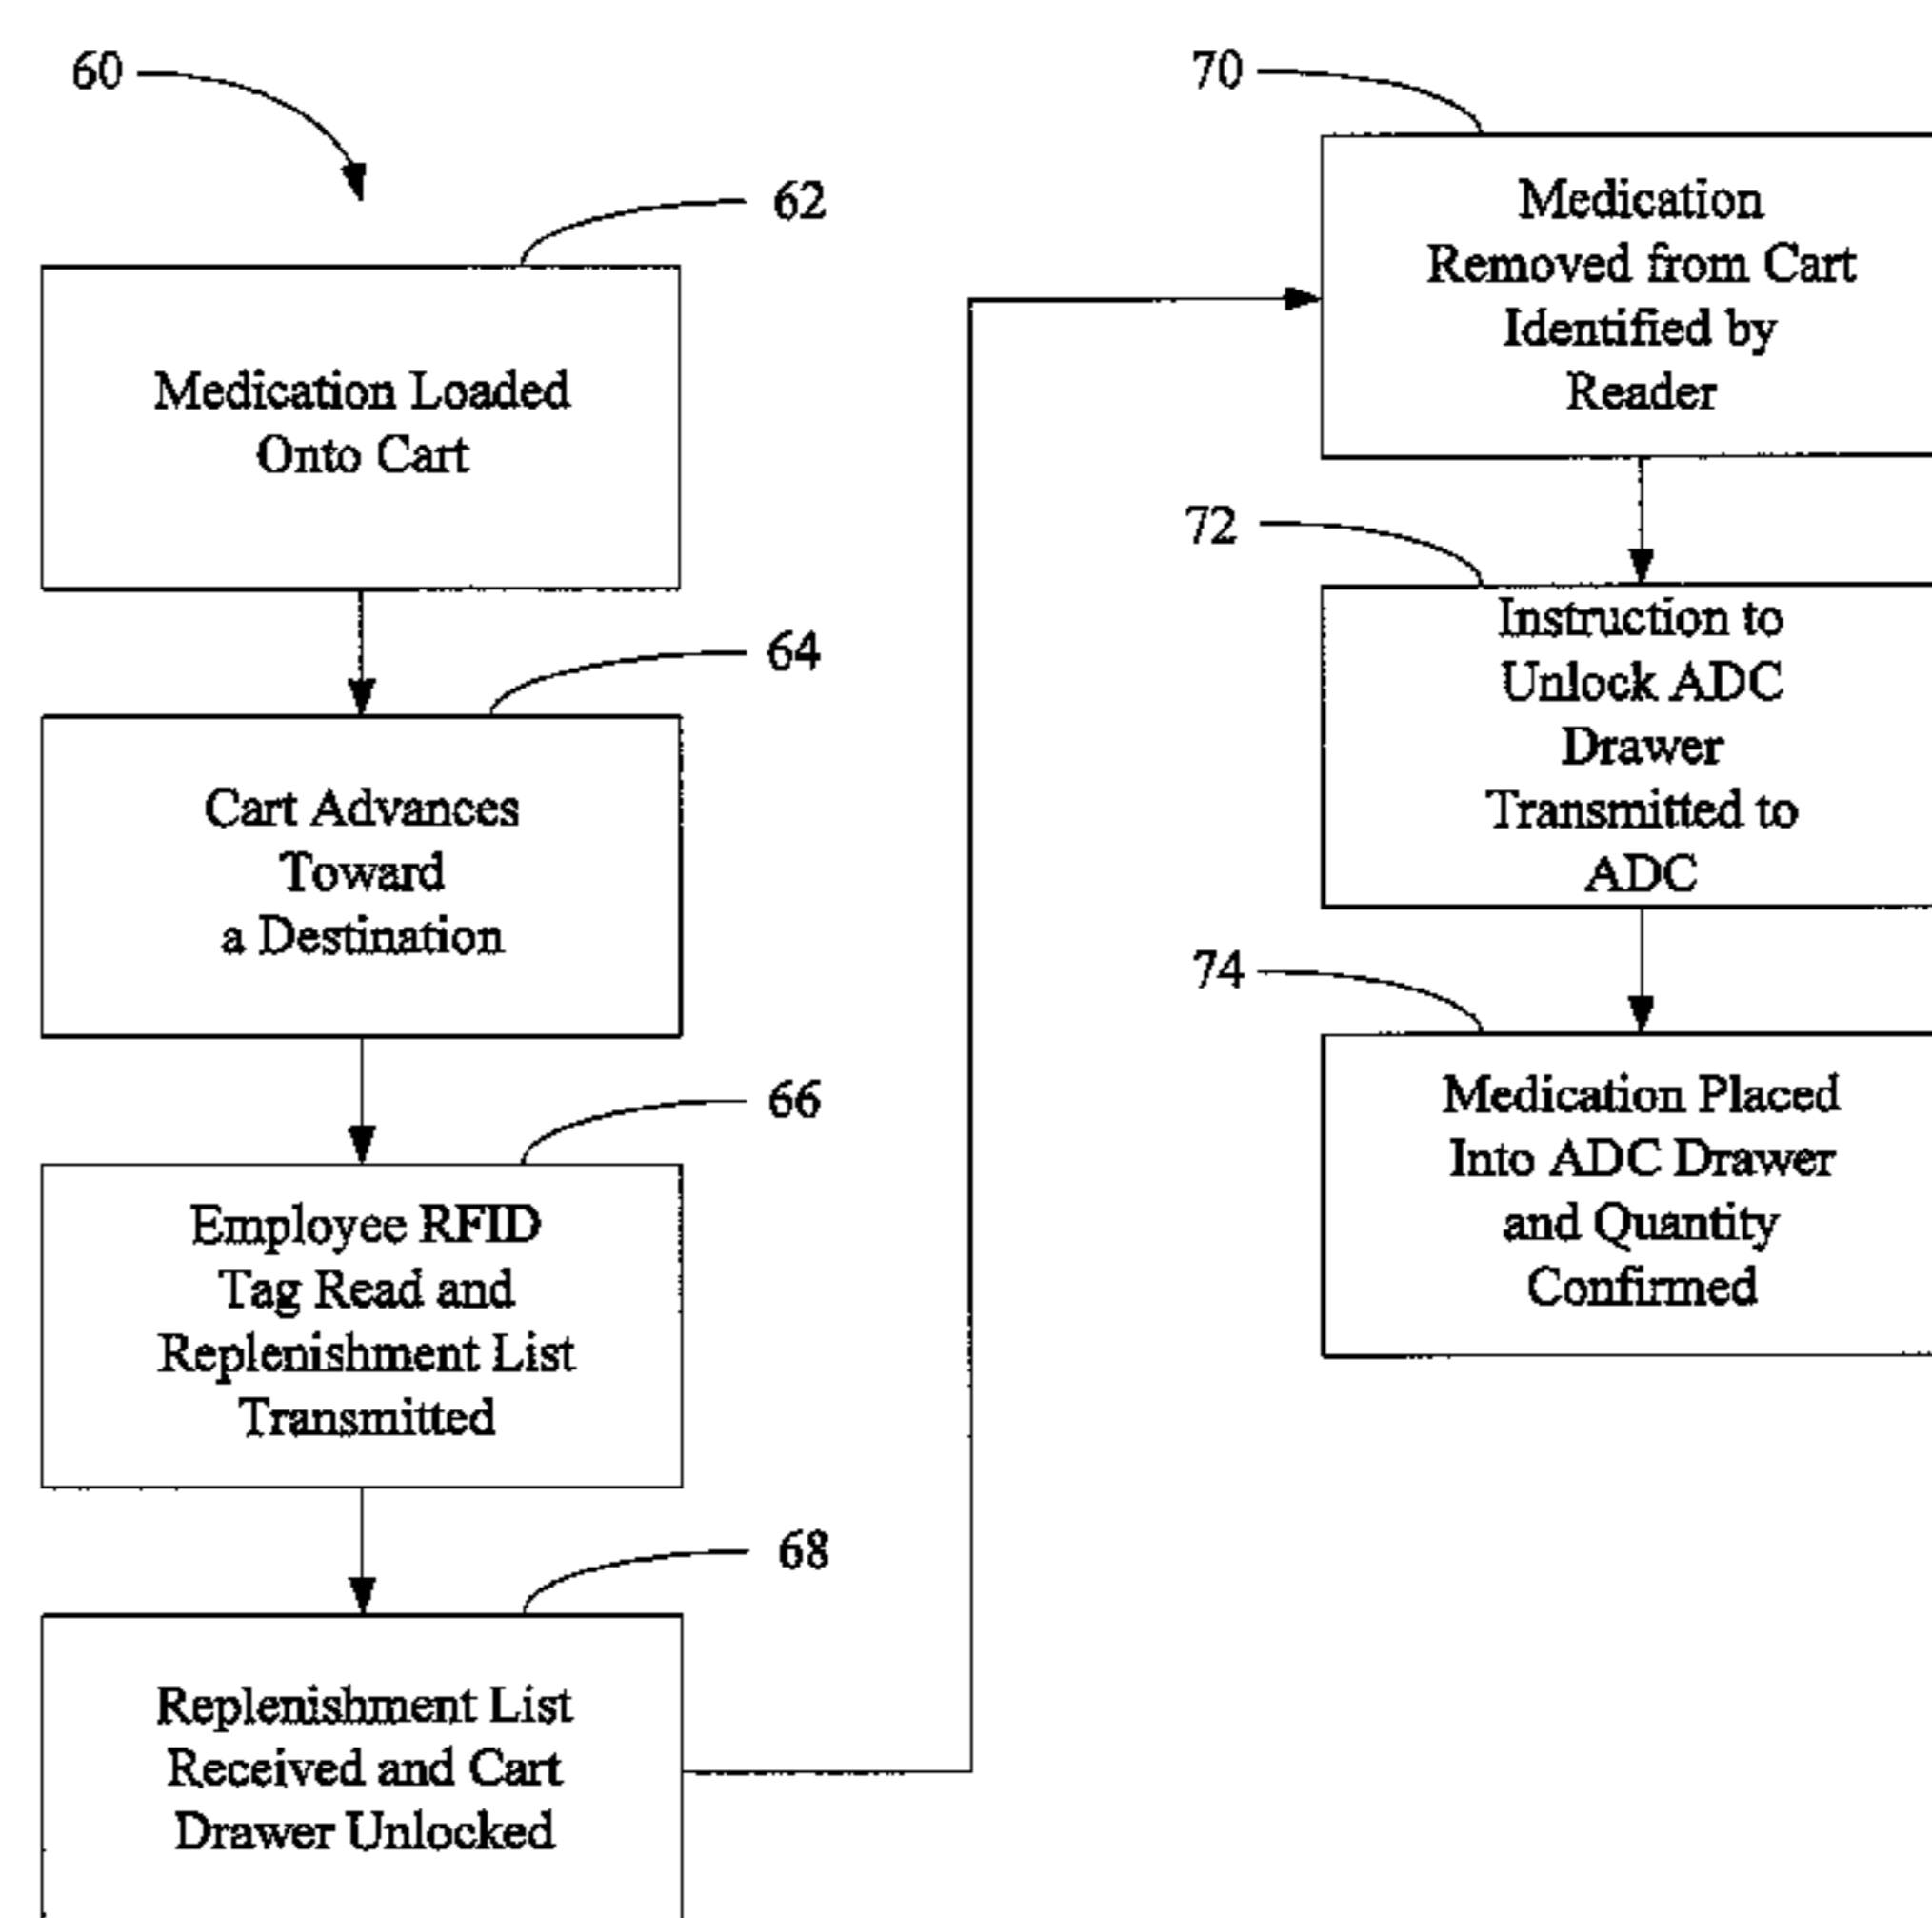 60
62
Medication Loaded
Onto Cart
64
Cart Advances
Toward
a Destination
66
Employee RFID
Tag Read and
Replenishment List
Transmitted
68
Replenishment List
Received and Cart
Drawer Unlocked
70
Medication
Removed from Cart
Identified by
Reader
72
Instruction to
Unlock ADC
Drawer
Transmitted to
ADC
74
Medication Placed
Into ADC Drawer
and Quantity
Confirmed